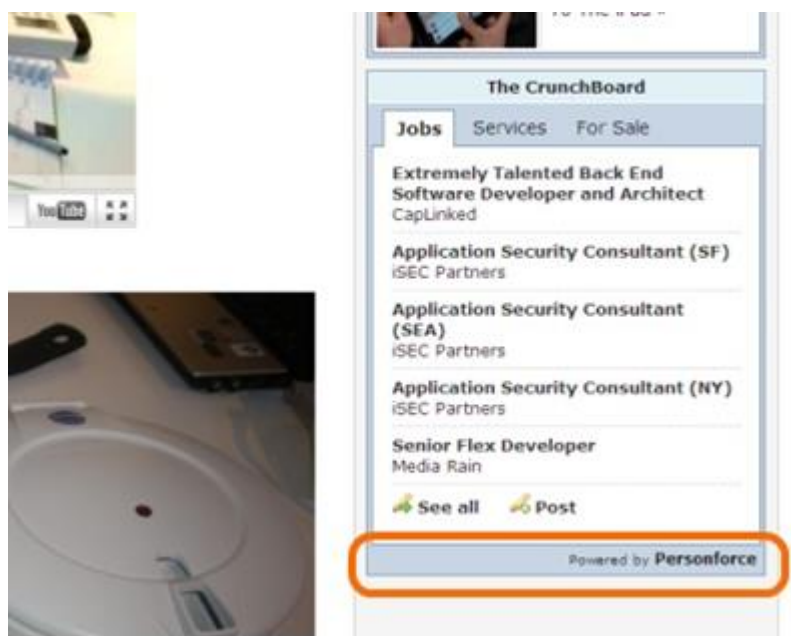 YouTube
The CrunchBoard
Jobs Services For Sale
Extremely Talented Back End
Software Developer and Architect
CapLinked
Application Security Consultant (SF)
iSEC Partners
Application Security Consultant
(SEA)
iSEC Partners
Application Security Consultant (NY)
iSEC Partners
Senior Flex Developer
Media Rain
See all Post
Powered by Personforce